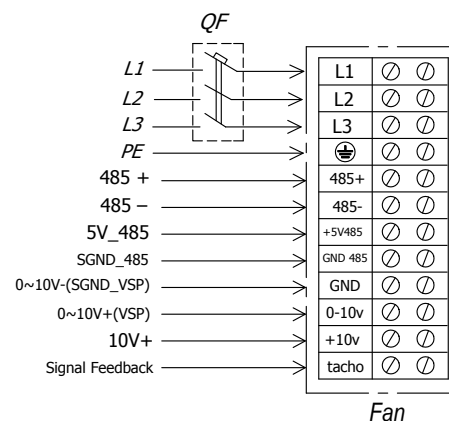 QF
L1 L1
L2 L2
L3 L3
PE
485 + 485+
485 – 485-
5V_485 +5V485
SGND_485 GND 485
0~10V-(SGND_VSP) GND
0~10V+(VSP) 0-10v
10V+ +10v
Signal Feedback tacho
Fan